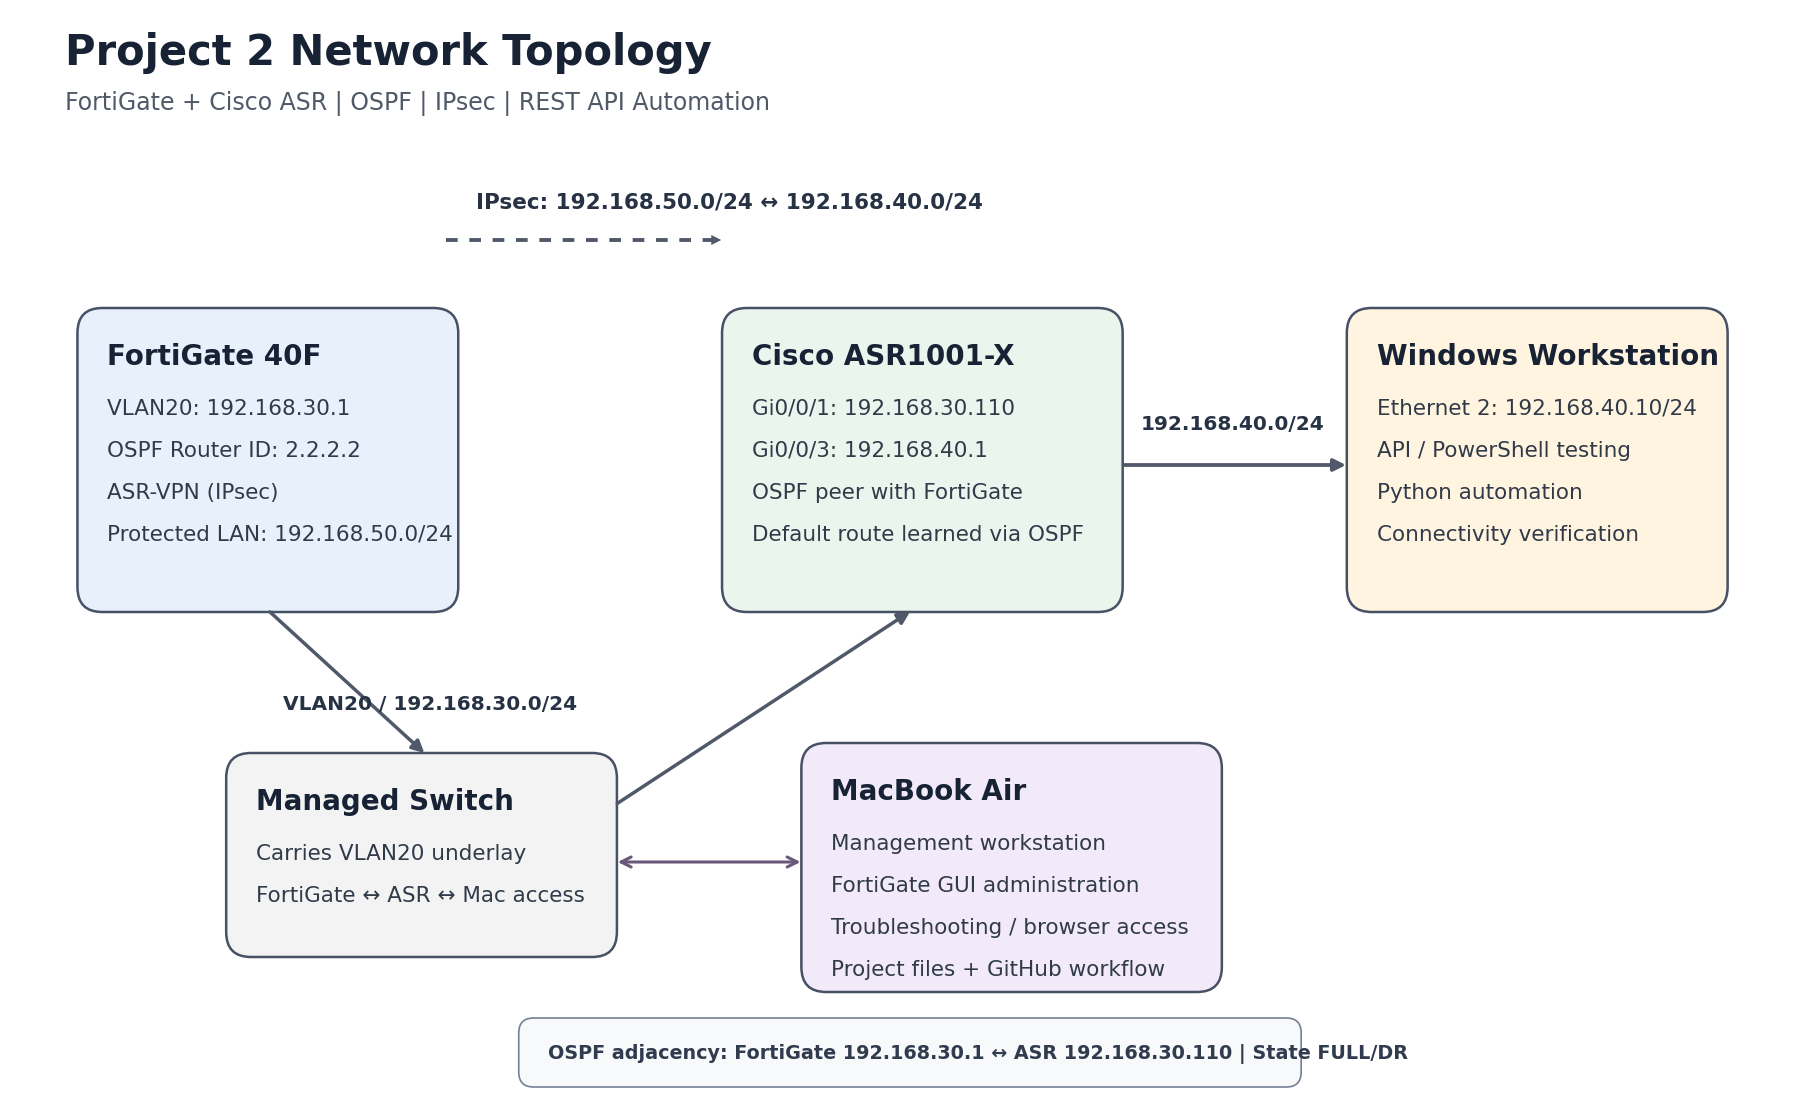 Project 2 Network Topology
FortiGate + Cisco ASR | OSPF | IPsec | REST API Automation
IPsec: 192.168.50.0/24 ↔ 192.168.40.0/24
FortiGate 40F
VLAN20: 192.168.30.1
OSPF Router ID: 2.2.2.2
ASR-VPN (IPsec)
Protected LAN: 192.168.50.0/24
Cisco ASR1001-X
Gi0/0/1: 192.168.30.110
Gi0/0/3: 192.168.40.1
OSPF peer with FortiGate
Default route learned via OSPF
192.168.40.0/24
Windows Workstation
Ethernet 2: 192.168.40.10/24
API / PowerShell testing
Python automation
Connectivity verification
VLAN20 / 192.168.30.0/24
Managed Switch
Carries VLAN20 underlay
FortiGate ↔ ASR ↔ Mac access
MacBook Air
Management workstation
FortiGate GUI administration
Troubleshooting / browser access
Project files + GitHub workflow
OSPF adjacency: FortiGate 192.168.30.1 ↔ ASR 192.168.30.110 | State FULL/DR